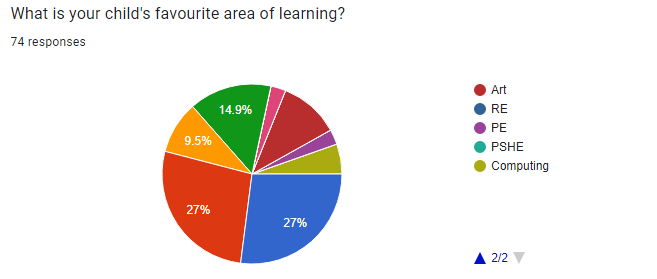 What is your child's favourite area of learning?
74 responses
14.9%
9.5%
27%
27%
Art
RE
PE
PSHE
Computing
2/2